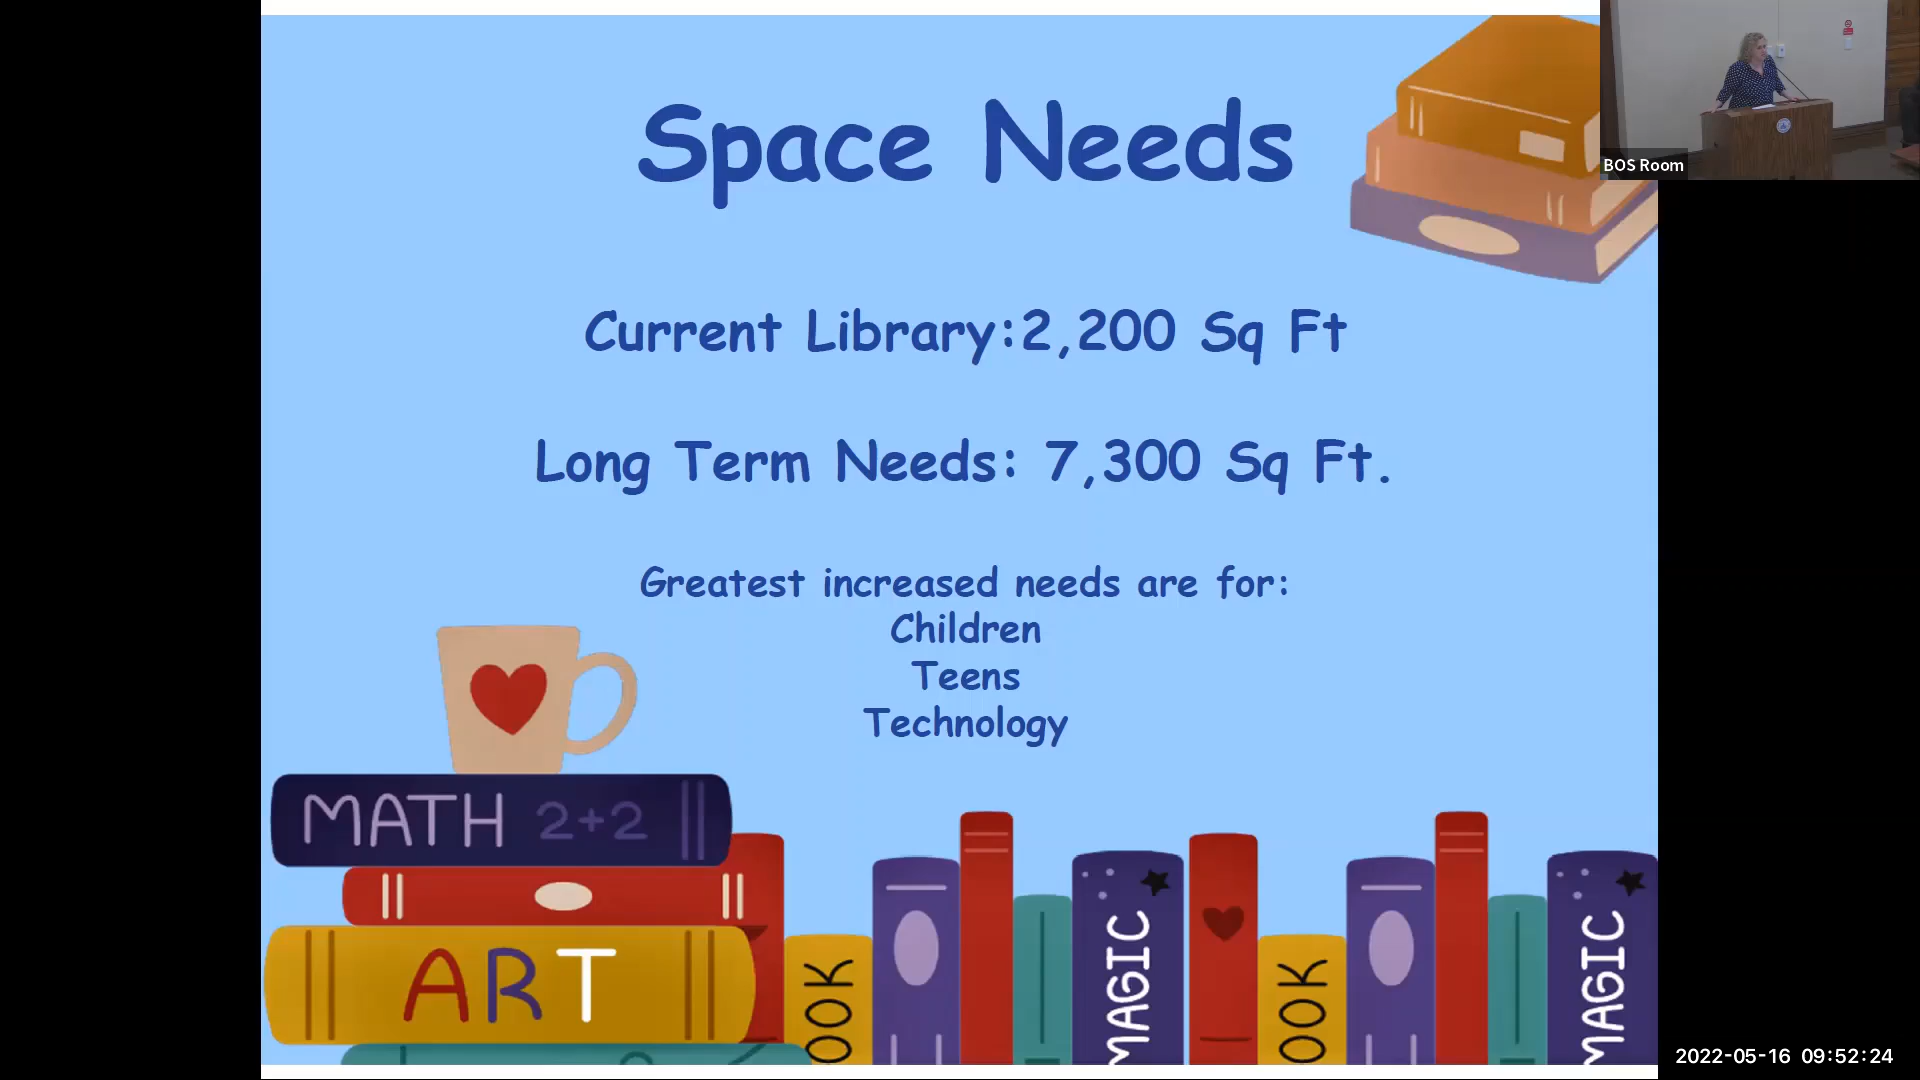 Space Needs
BOS Room
Current Library:2,200 Sq Ft
Long Term Needs: 7,300 Sq Ft.
Greatest increased needs are for:
Children
Teens
Technology
MATH 2+2
ART
OOK
MAGIC
OOK
MAGIC
2022-05-16 09:52:24